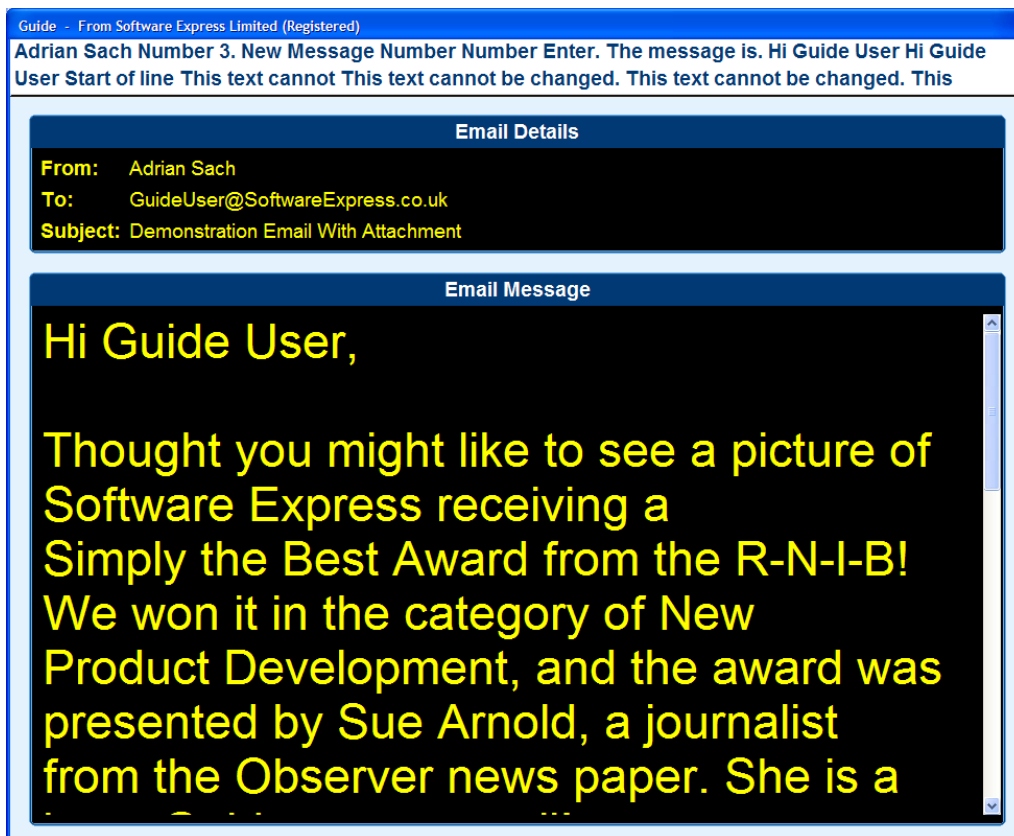 Guide - From Software Express Limited (Registered)
Adrian Sach Number 3. New Message Number Number Enter. The message is. Hi Guide User Hi Guide
User Start of line This text cannot This text cannot be changed. This text cannot be changed. This
Email Details
From: Adrian Sach
To: GuideUser@SoftwareExpress.co.uk
Subject: Demonstration Email With Attachment
Email Message
Hi Guide User,
Thought you might like to see a picture of
Software Express receiving a
Simply the Best Award from the R-N-I-B!
We won it in the category of New
Product Development, and the award was
presented by Sue Arnold, a journalist
from the Observer news paper. She is a